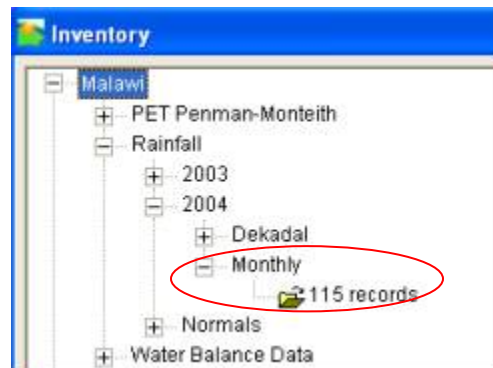 Inventory
Malawi
PET Penman-Monteith
Rainfall
2003
2004
Dekadal
Monthly
115 records
Normals
Water Balance Data